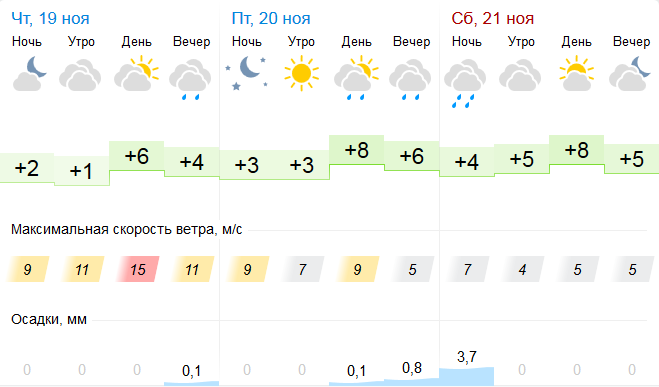 Чт, 19 ноя Пт, 20 ноя Сб, 21 ноя
Ночь Утро День Вечер Ночь Утро День Вечер Ночь Утро День Вечер
+2 +1 +6 +4 +3 +3 +8 +6 +4 +5 +8 +5
Максимальная скорость ветра, м/с
9 11 15 11 9 7 9 5 7 4 5 5
Осадки, мм
0 0 0 0,1 0 0 0,1 0,8 3,7 0 0 0